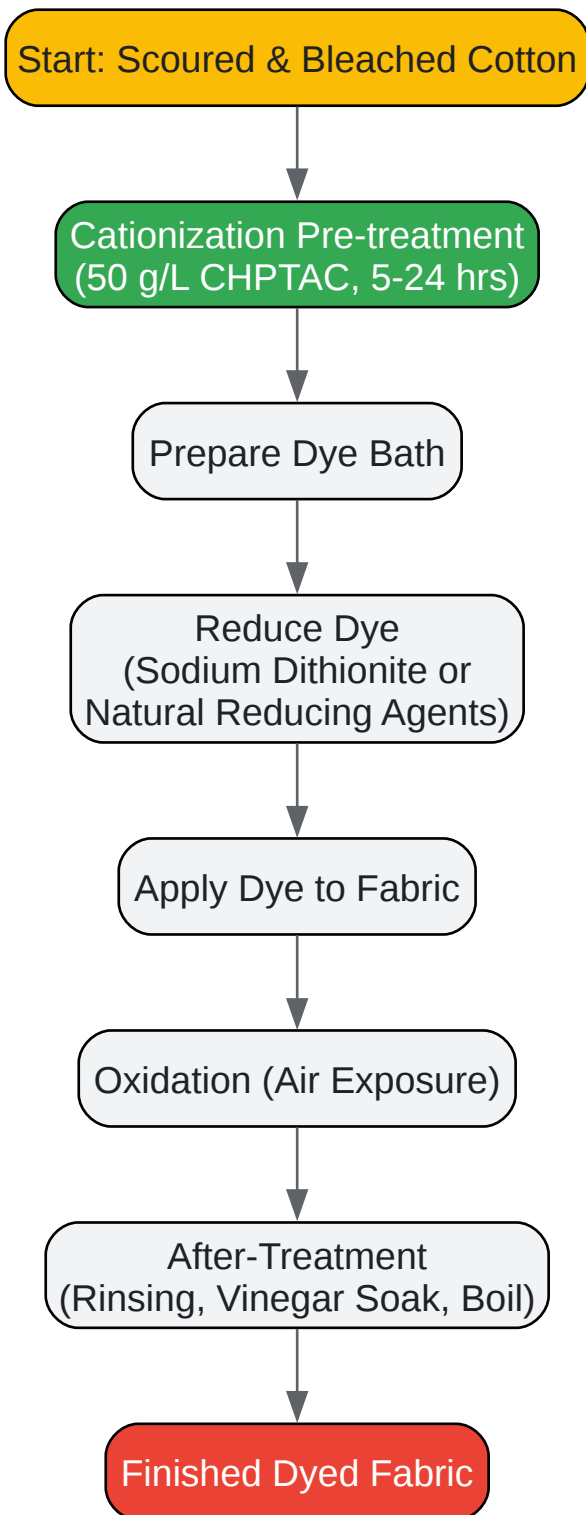 Start: Scoured & Bleached Cotton
Cationization Pre-treatment
(50 g/L CHPTAC, 5-24 hrs)
Prepare Dye Bath
Reduce Dye
(Sodium Dithionite or
Natural Reducing Agents)
Apply Dye to Fabric
Oxidation (Air Exposure)
After-Treatment
(Rinsing, Vinegar Soak, Boil)
Finished Dyed Fabric